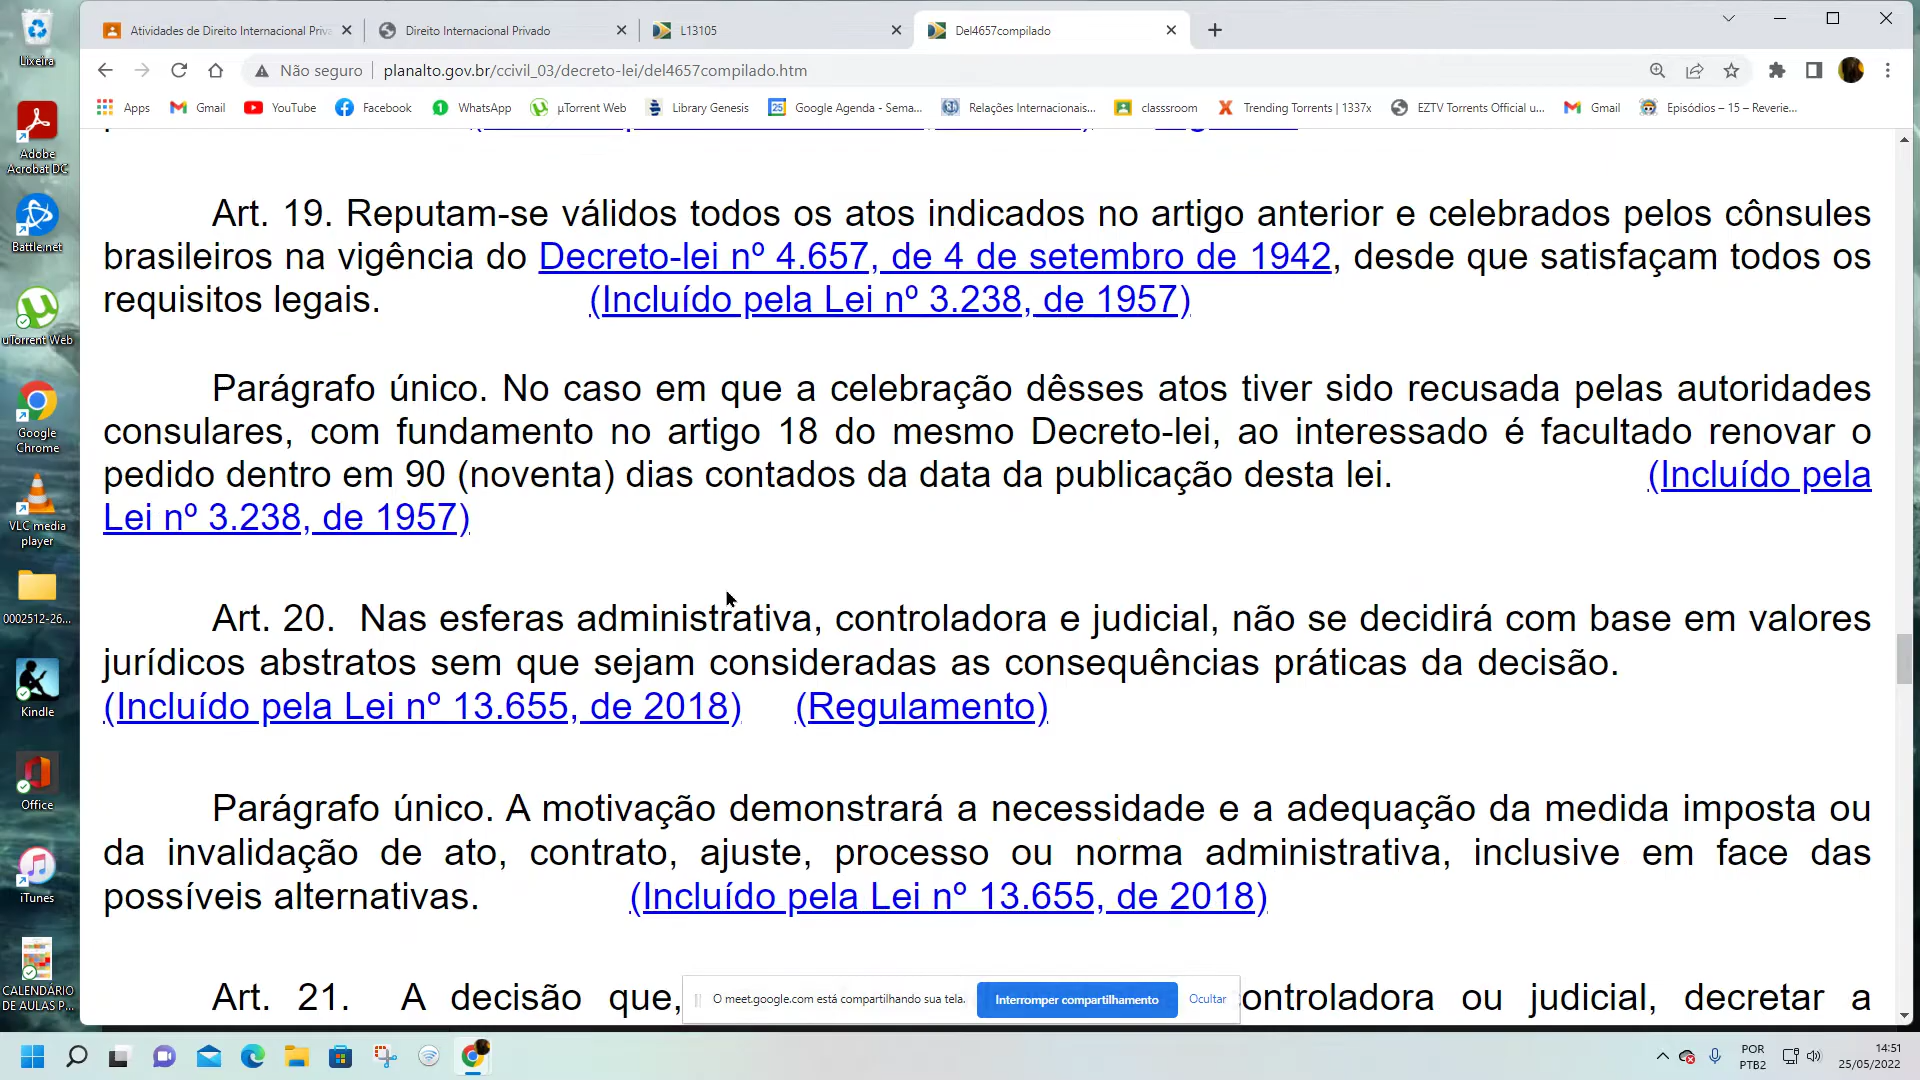 Atividades de Direito Internacional Priva
Direito Internacional Privado
L13105
Del4657compilado
Não seguro
planalto.gov.br/ccivil_03/decreto-lei/del4657compilado.htm
Apps
Gmail
YouTube
Facebook
WhatsApp
µTorrent Web
Library Genesis
Google Agenda - Sema...
Relações Internacionais...
classsroom
Trending Torrents | 1337x
EZTV Torrents Official u...
Gmail
Episódios – 15 – Reverie...
Lixeira
Adobe
Acrobat DC
Battle.net
uTorrent Web
Google
Chrome
VLC media
player
0002512-26...
Kindle
Office
iTunes
CALENDÁRIO
DE AULAS P...
Art. 19. Reputam-se válidos todos os atos indicados no artigo anterior e celebrados pelos cônsules
brasileiros na vigência do Decreto-lei nº 4.657, de 4 de setembro de 1942, desde que satisfaçam todos os
requisitos legais. (Incluído pela Lei nº 3.238, de 1957)
Parágrafo único. No caso em que a celebração dêsses atos tiver sido recusada pelas autoridades
consulares, com fundamento no artigo 18 do mesmo Decreto-lei, ao interessado é facultado renovar o
pedido dentro em 90 (noventa) dias contados da data da publicação desta lei. (Incluído pela
Lei nº 3.238, de 1957)
Art. 20. Nas esferas administrativa, controladora e judicial, não se decidirá com base em valores
jurídicos abstratos sem que sejam consideradas as consequências práticas da decisão.
(Incluído pela Lei nº 13.655, de 2018) (Regulamento)
Parágrafo único. A motivação demonstrará a necessidade e a adequação da medida imposta ou
da invalidação de ato, contrato, ajuste, processo ou norma administrativa, inclusive em face das
possíveis alternativas. (Incluído pela Lei nº 13.655, de 2018)
Art. 21. A decisão que, ontroladora ou judicial, decretar a
O meet.google.com está compartilhando sua tela.
Interromper compartilhamento
Ocultar
POR
PTB2
14:51
25/05/2022